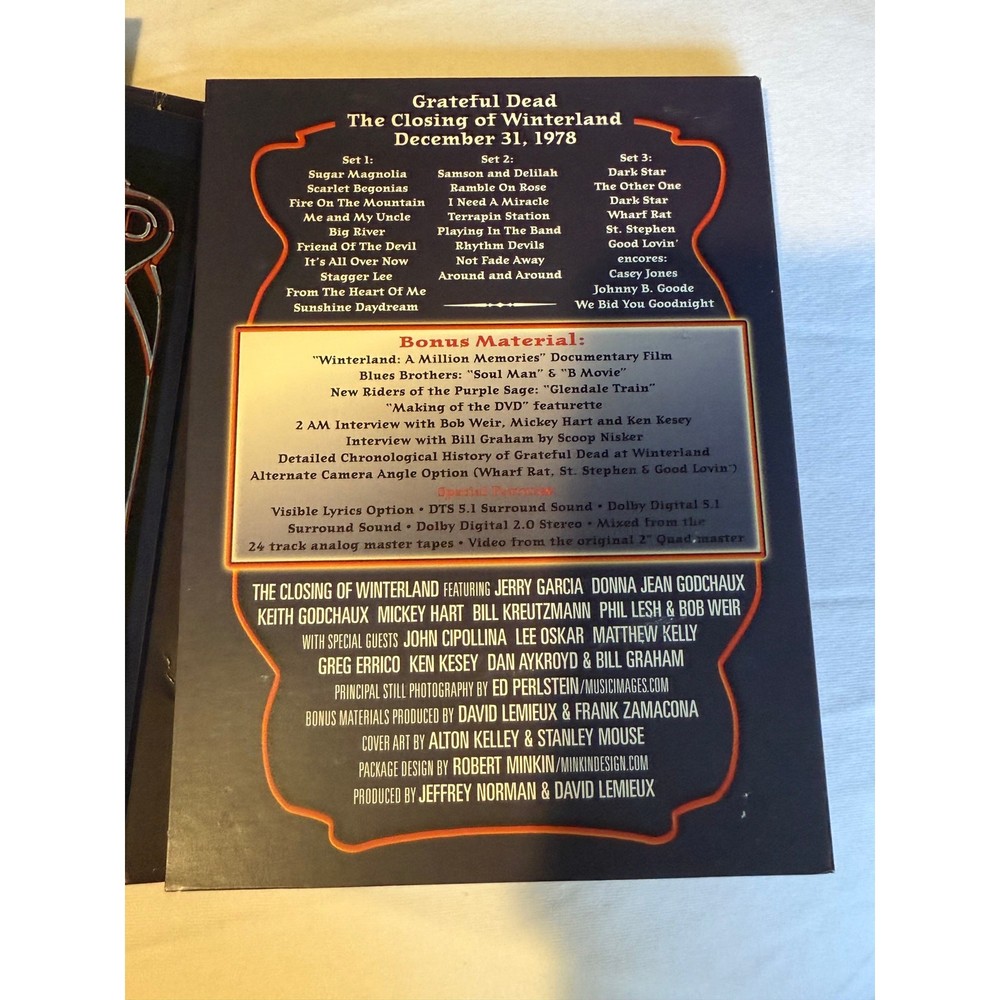 Grateful Dead
The Closing of Winterland
December 31, 1978
Set 1:
Sugar Magnolia
Scarlet Begonias
Fire On The Mountain
Me and My Uncle
Big River
Friend Of The Devil
It's All Over Now
Stagger Lee
From The Heart Of Me
Sunshine Daydream
Set 2:
Samson and Delilah
Ramble On Rose
I Need A Miracle
Terrapin Station
Playing In The Band
Rhythm Devils
Not Fade Away
Around and Around
Set 3:
Dark Star
The Other One
Dark Star
Wharf Rat
St. Stephen
Good Lovin'
encores:
Casey Jones
Johnny B. Goode
We Bid You Goodnight
Bonus Material:
"Winterland: A Million Memories" Documentary Film
Blues Brothers: "Soul Man" & "B Movie"
New Riders of the Purple Sage: "Glendale Train"
"Making of the DVD" featurette
2 AM Interview with Bob Weir, Mickey Hart and Ken Kesey
Interview with Bill Graham by Scoop Nisker
Detailed Chronological History of Grateful Dead at Winterland
Alternate Camera Angle Option (Wharf Rat, St. Stephen & Good Lovin')
Special Features
Visible Lyrics Option • DTS 5.1 Surround Sound • Dolby Digital 5.1
Surround Sound • Dolby Digital 2.0 Stereo • Mixed from the
24 track analog master tapes • Video from the original 2" Quad master
THE CLOSING OF WINTERLAND FEATURING JERRY GARCIA DONNA JEAN GODCHAUX
KEITH GODCHAUX MICKEY HART BILL KREUTZMANN PHIL LESH & BOB WEIR
WITH SPECIAL GUESTS JOHN CIPOLLINA LEE OSKAR MATTHEW KELLY
GREG ERRICO KEN KESEY DAN AYKROYD & BILL GRAHAM
PRINCIPAL STILL PHOTOGRAPHY BY ED PERLSTEIN/MUSICIMAGES.COM
BONUS MATERIALS PRODUCED BY DAVID LEMIEUX & FRANK ZAMACONA
COVER ART BY ALTON KELLEY & STANLEY MOUSE
PACKAGE DESIGN BY ROBERT MINKIN/MINKINDESIGN.COM
PRODUCED BY JEFFREY NORMAN & DAVID LEMIEUX